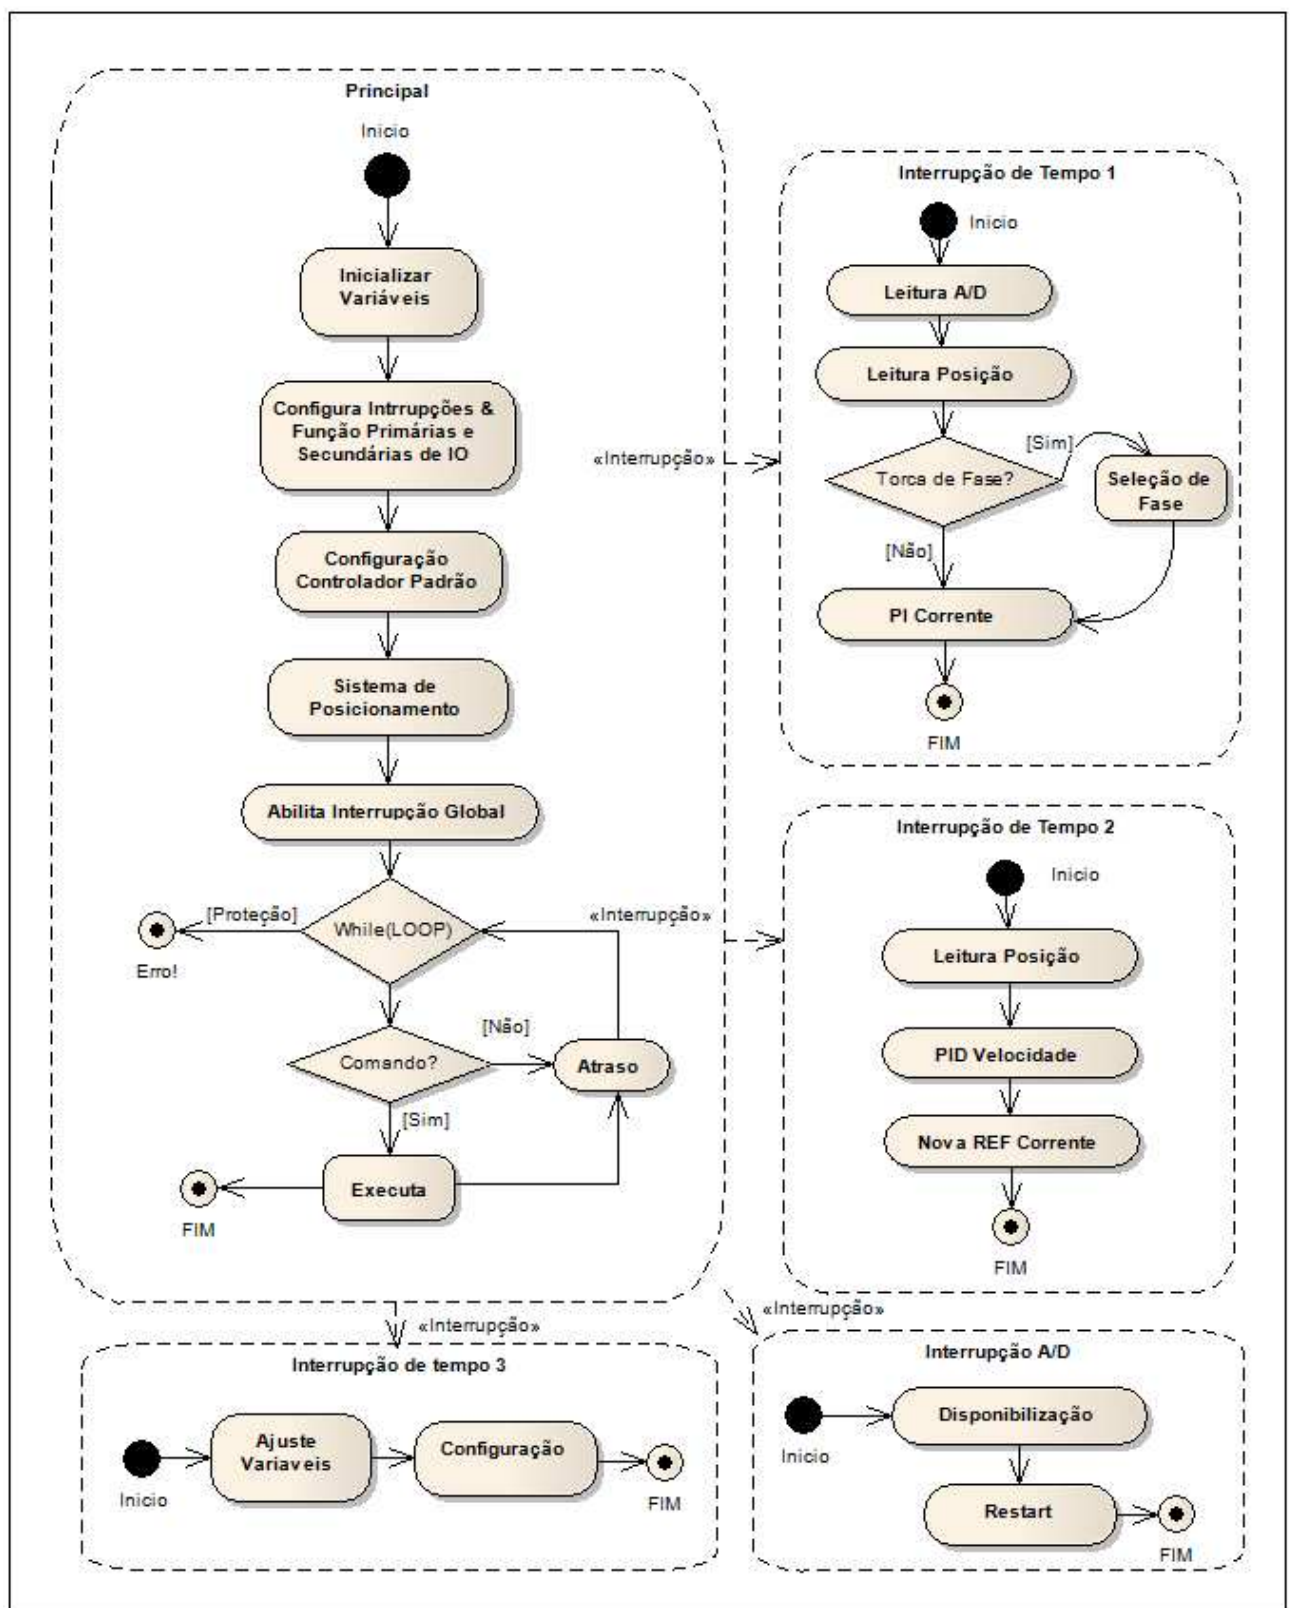 Principal
Inicio
Inicializar
Variáveis
Configura Intrrupções &
Função Primárias e
Secundárias de IO
Configuração
Controlador Padrão
Sistema de
Posicionamento
Abilita Interrupção Global
[Proteção]
While(LOOP)
Erro!
Comando?
[Não]
Atraso
[Sim]
Executa
FIM
«Interrupção»
Interrupção de Tempo 1
Inicio
Leitura A/D
Leitura Posição
Torca de Fase?
[Sim]
Seleção de
Fase
[Não]
PI Corrente
FIM
«Interrupção»
Interrupção de Tempo 2
Inicio
Leitura Posição
PID Velocidade
Nova REF Corrente
FIM
«Interrupção»
Interrupção de tempo 3
Inicio
Ajuste
Variaveis
Configuração
FIM
«Interrupção»
Interrupção A/D
Inicio
Disponibilização
Restart
FIM